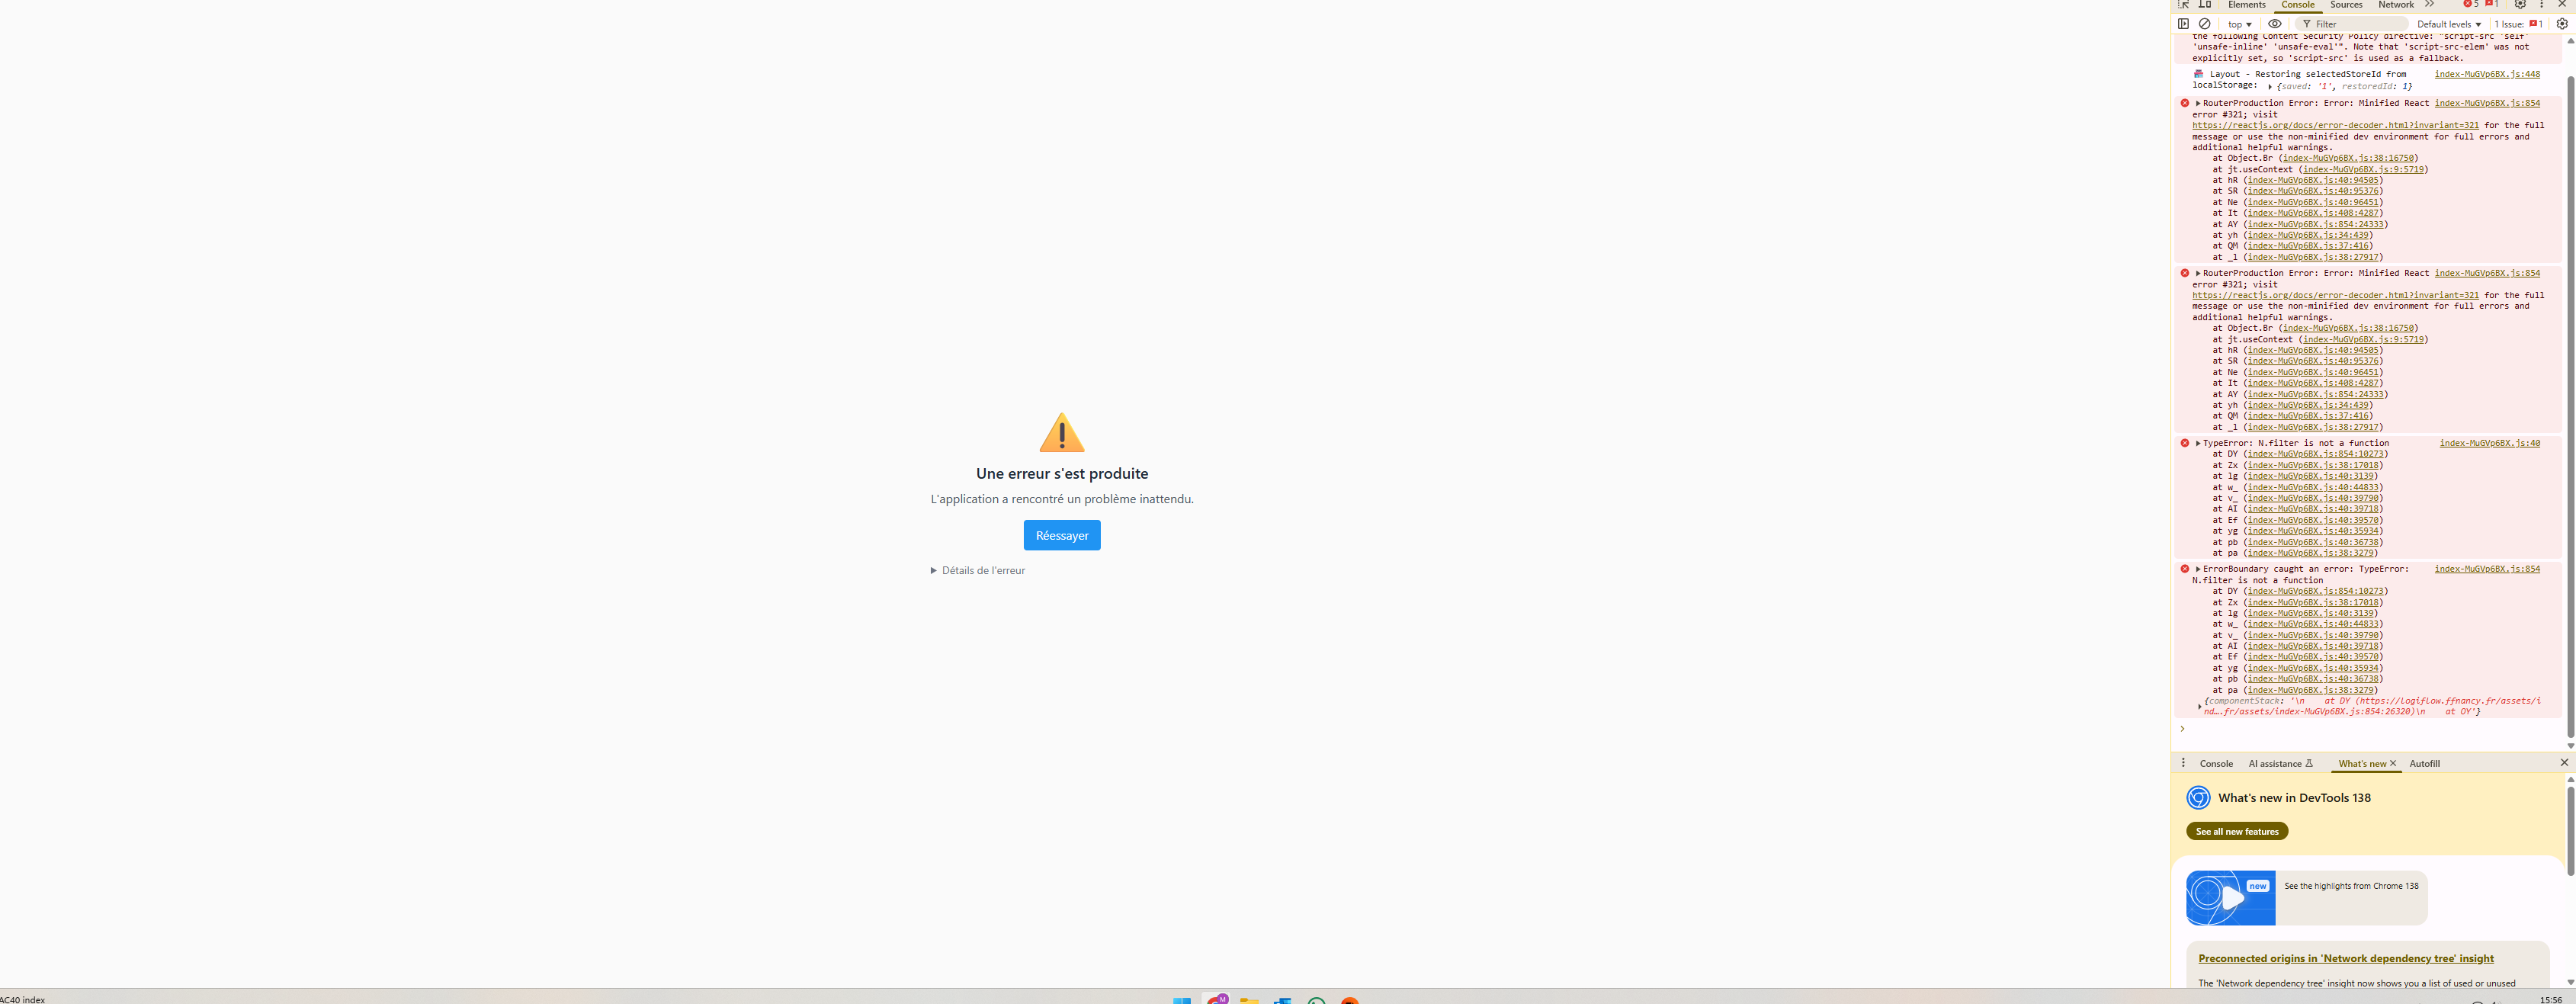 Une erreur s'est produite
L'application a rencontré un problème inattendu.
Réessayer
▶ Détails de l'erreur
Elements Console Sources Network 5 1
top Filter Default levels 1 Issue: 1
the following Content Security Policy directive: "script-src 'self'
'unsafe-inline' 'unsafe-eval'". Note that 'script-src-elem' was not
explicitly set, so 'script-src' is used as a fallback.
Layout - Restoring selectedStoreId from index-MuGVp6BX.js:448
localStorage: ▶ {saved: '1', restoredId: 1}
▶RouterProduction Error: Error: Minified React index-MuGVp6BX.js:854
error #321; visit
https://reactjs.org/docs/error-decoder.html?invariant=321 for the full
message or use the non-minified dev environment for full errors and
additional helpful warnings.
at Object.Br (index-MuGVp6BX.js:38:16750)
at jt.useContext (index-MuGVp6BX.js:9:5719)
at hR (index-MuGVp6BX.js:40:94505)
at SR (index-MuGVp6BX.js:40:95376)
at Ne (index-MuGVp6BX.js:40:96451)
at It (index-MuGVp6BX.js:408:4287)
at AY (index-MuGVp6BX.js:854:24333)
at yh (index-MuGVp6BX.js:34:439)
at QM (index-MuGVp6BX.js:37:416)
at _l (index-MuGVp6BX.js:38:27917)
▶RouterProduction Error: Error: Minified React index-MuGVp6BX.js:854
error #321; visit
https://reactjs.org/docs/error-decoder.html?invariant=321 for the full
message or use the non-minified dev environment for full errors and
additional helpful warnings.
at Object.Br (index-MuGVp6BX.js:38:16750)
at jt.useContext (index-MuGVp6BX.js:9:5719)
at hR (index-MuGVp6BX.js:40:94505)
at SR (index-MuGVp6BX.js:40:95376)
at Ne (index-MuGVp6BX.js:40:96451)
at It (index-MuGVp6BX.js:408:4287)
at AY (index-MuGVp6BX.js:854:24333)
at yh (index-MuGVp6BX.js:34:439)
at QM (index-MuGVp6BX.js:37:416)
at _l (index-MuGVp6BX.js:38:27917)
▶TypeError: N.filter is not a function index-MuGVp6BX.js:40
at DY (index-MuGVp6BX.js:854:10273)
at Zx (index-MuGVp6BX.js:38:17018)
at lg (index-MuGVp6BX.js:40:3139)
at w_ (index-MuGVp6BX.js:40:44833)
at v_ (index-MuGVp6BX.js:40:39790)
at AI (index-MuGVp6BX.js:40:39718)
at Ef (index-MuGVp6BX.js:40:39570)
at yg (index-MuGVp6BX.js:40:35934)
at pb (index-MuGVp6BX.js:40:36738)
at pa (index-MuGVp6BX.js:38:3279)
▶ErrorBoundary caught an error: TypeError: index-MuGVp6BX.js:854
N.filter is not a function
at DY (index-MuGVp6BX.js:854:10273)
at Zx (index-MuGVp6BX.js:38:17018)
at lg (index-MuGVp6BX.js:40:3139)
at w_ (index-MuGVp6BX.js:40:44833)
at v_ (index-MuGVp6BX.js:40:39790)
at AI (index-MuGVp6BX.js:40:39718)
at Ef (index-MuGVp6BX.js:40:39570)
at yg (index-MuGVp6BX.js:40:35934)
at pb (index-MuGVp6BX.js:40:36738)
at pa (index-MuGVp6BX.js:38:3279)
▶ {componentStack: '\n    at DY (https://logiflow.ffnancy.fr/assets/i
nd….fr/assets/index-MuGVp6BX.js:854:26320)\n    at OY'}
Console AI assistance What's new Autofill
What's new in DevTools 138
See all new features
new See the highlights from Chrome 138
Preconnected origins in 'Network dependency tree' insight
The 'Network dependency tree' insight now shows you a list of used or unused
AC40 index
M
15:56